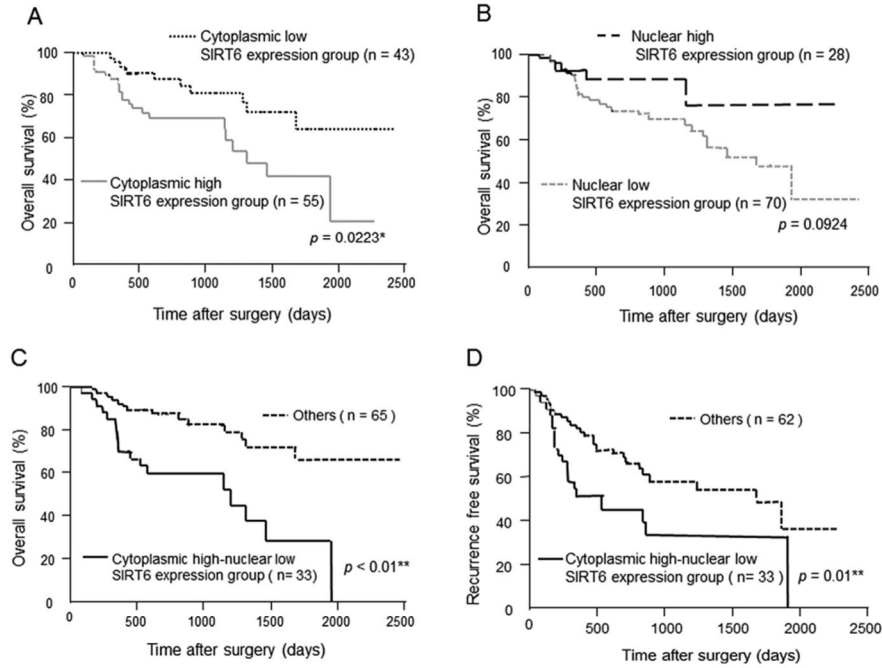 A
Cytoplasmic low
SIRT6 expression group (n = 43)
Overall survival (%)
100
80
60
40
20
0
Cytoplasmic high
SIRT6 expression group (n = 55)
p = 0.0223*
0 500 1000 1500 2000 2500
Time after surgery (days)
B
Nuclear high
SIRT6 expression group (n = 28)
Overall survival (%)
100
80
60
40
20
0
Nuclear low
SIRT6 expression group (n = 70)
p = 0.0924
0 500 1000 1500 2000 2500
Time after surgery (days)
C
Others ( n = 65 )
Overall survival (%)
100
80
60
40
20
0
Cytoplasmic high-nuclear low
SIRT6 expression group ( n= 33)
p < 0.01**
0 500 1000 1500 2000 2500
Time after surgery (days)
D
Others ( n = 62)
Recurrence free survival (%)
100
80
60
40
20
0
Cytoplasmic high-nuclear low
SIRT6 expression group ( n= 33 )
p = 0.01**
0 500 1000 1500 2000 2500
Time after surgery (days)